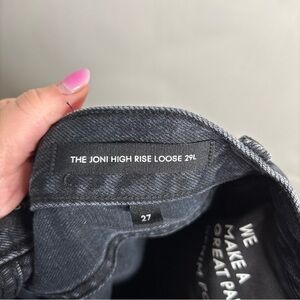 THE JONI HIGH RISE LOOSE 29L
27
WE
MAKE A
GREAT PA